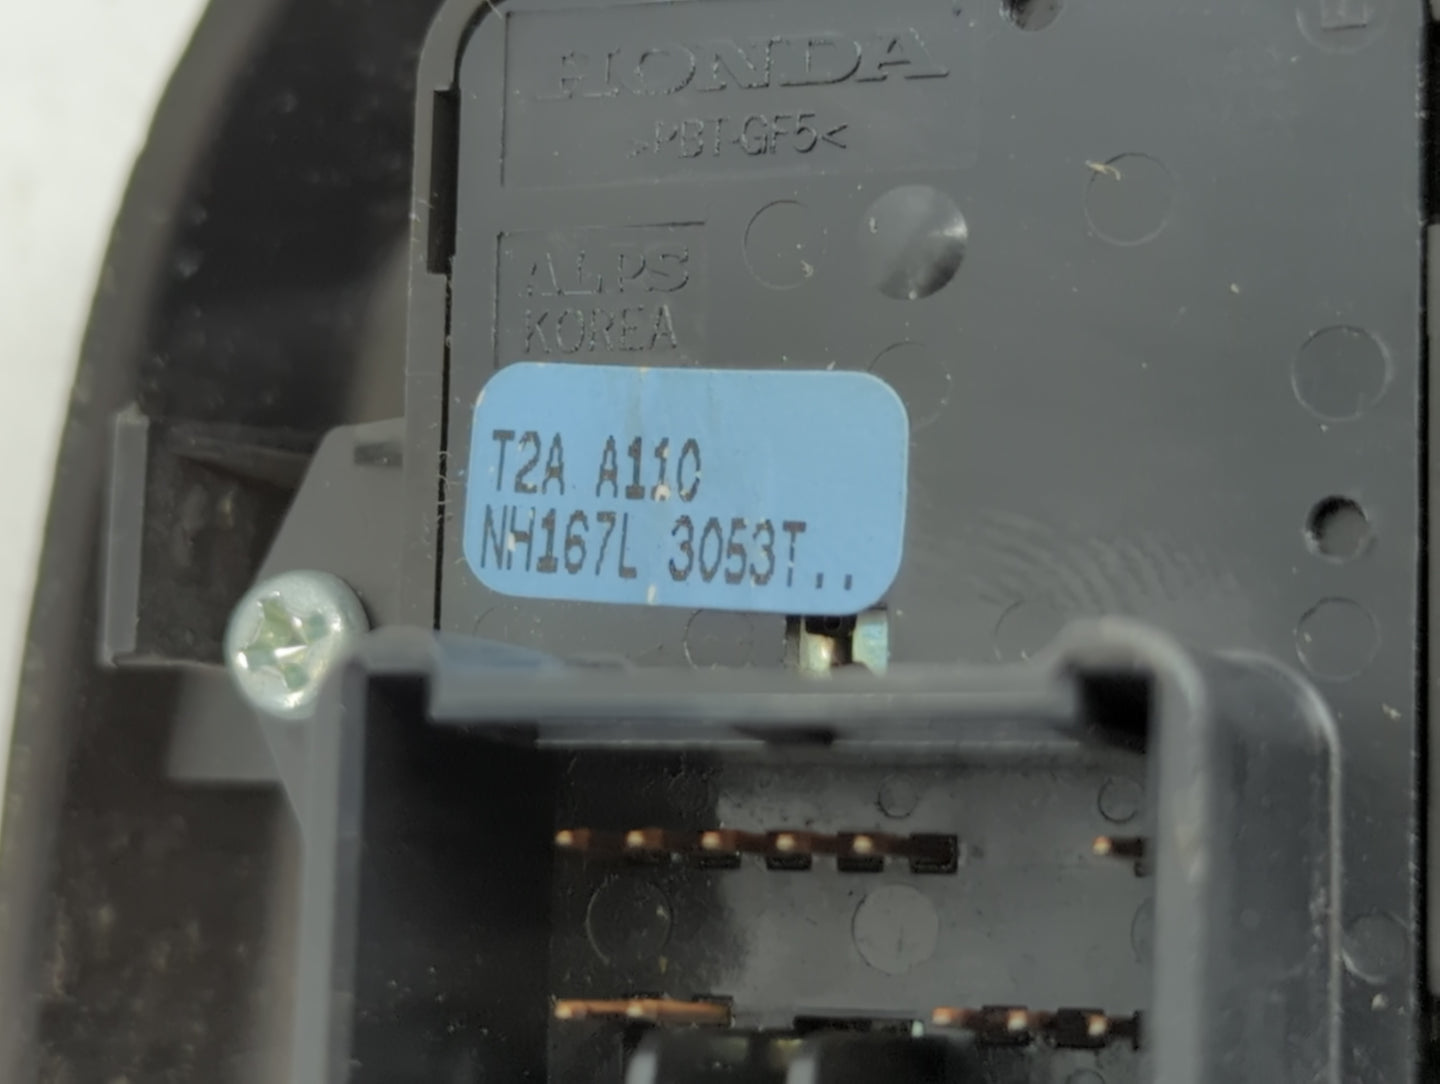 HONDA
>PBT-GF5<
ALPS
KOREA
T2A A110
NH167L 3053T..